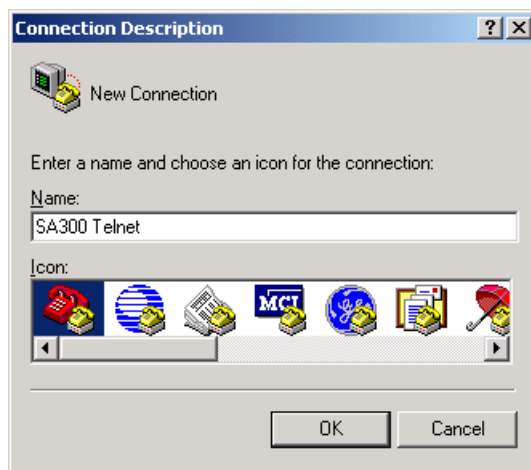 Connection Description
New Connection
Enter a name and choose an icon for the connection:
Name:
SA300 Telnet
Icon:
MCI
OK Cancel